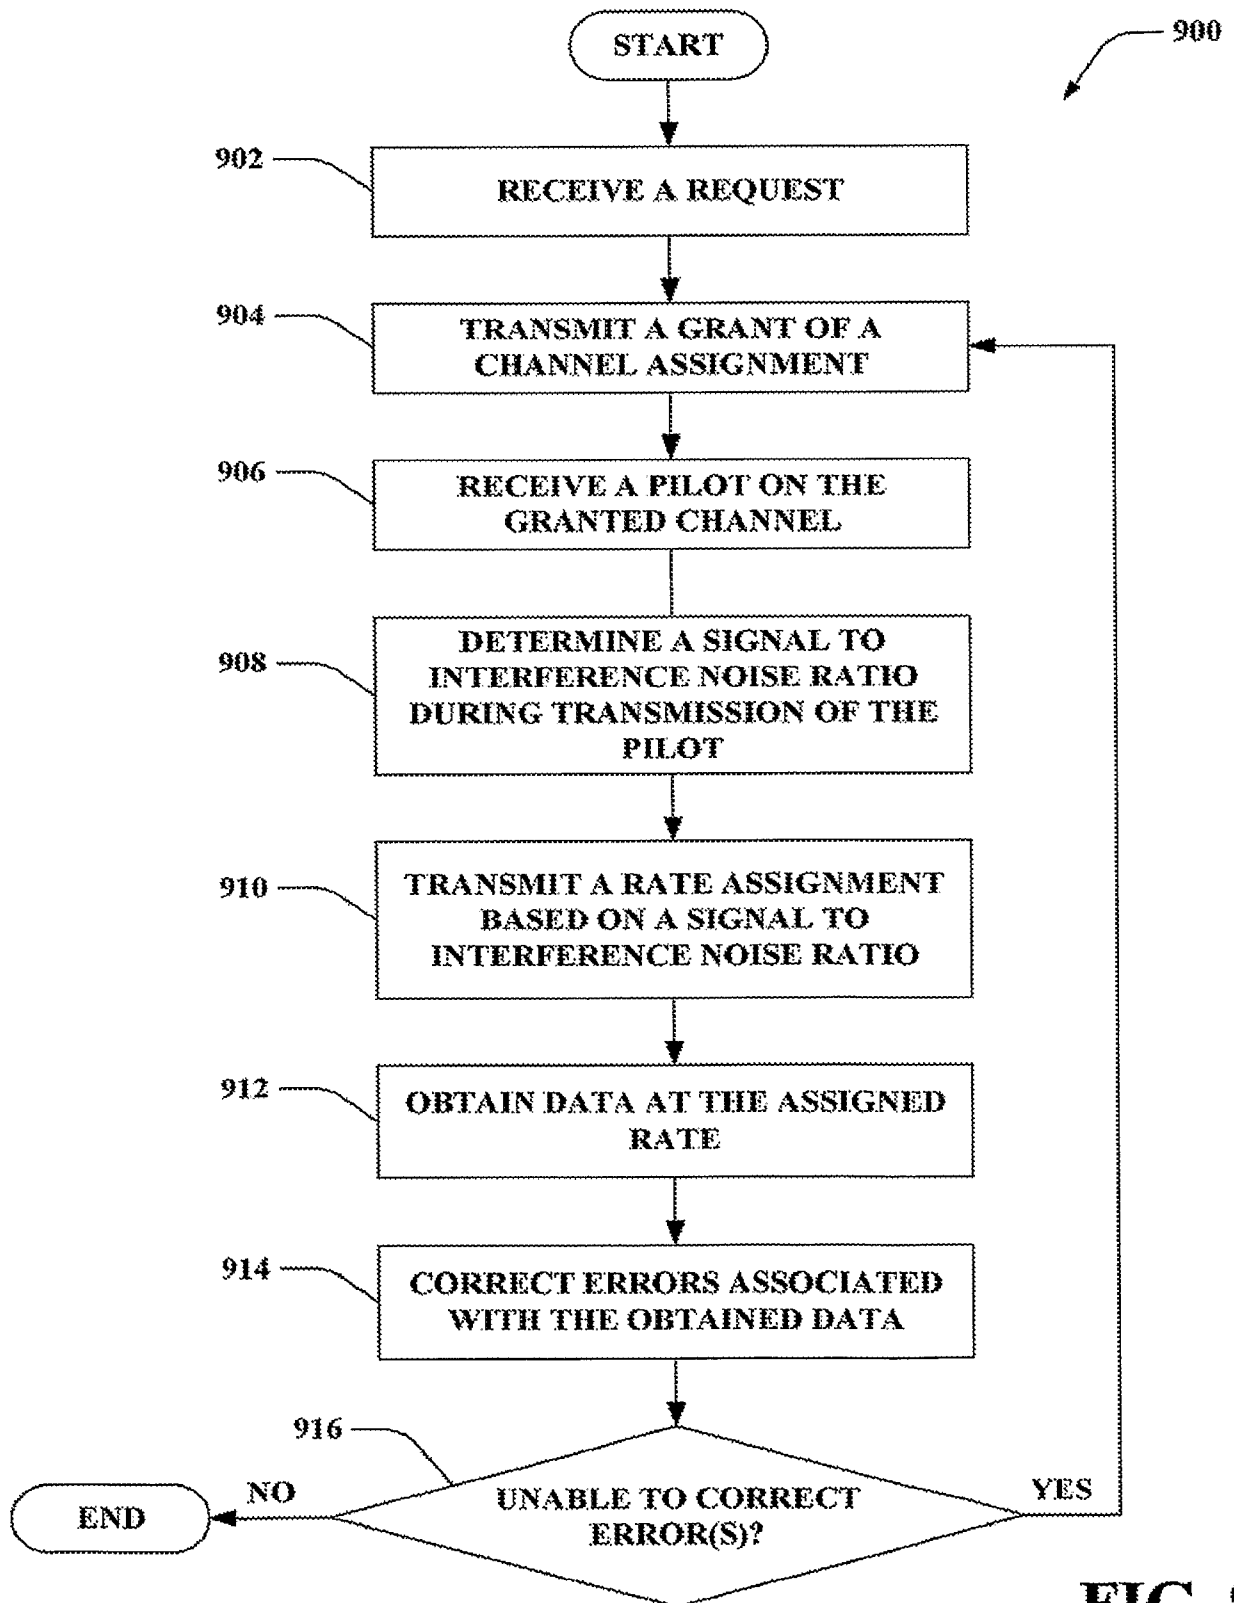 START
900
902
RECEIVE A REQUEST
904
TRANSMIT A GRANT OF A
CHANNEL ASSIGNMENT
906
RECEIVE A PILOT ON THE
GRANTED CHANNEL
908
DETERMINE A SIGNAL TO
INTERFERENCE NOISE RATIO
DURING TRANSMISSION OF THE
PILOT
910
TRANSMIT A RATE ASSIGNMENT
BASED ON A SIGNAL TO
INTERFERENCE NOISE RATIO
912
OBTAIN DATA AT THE ASSIGNED
RATE
914
CORRECT ERRORS ASSOCIATED
WITH THE OBTAINED DATA
916
UNABLE TO CORRECT
ERROR(S)?
NO
YES
END
FIG.